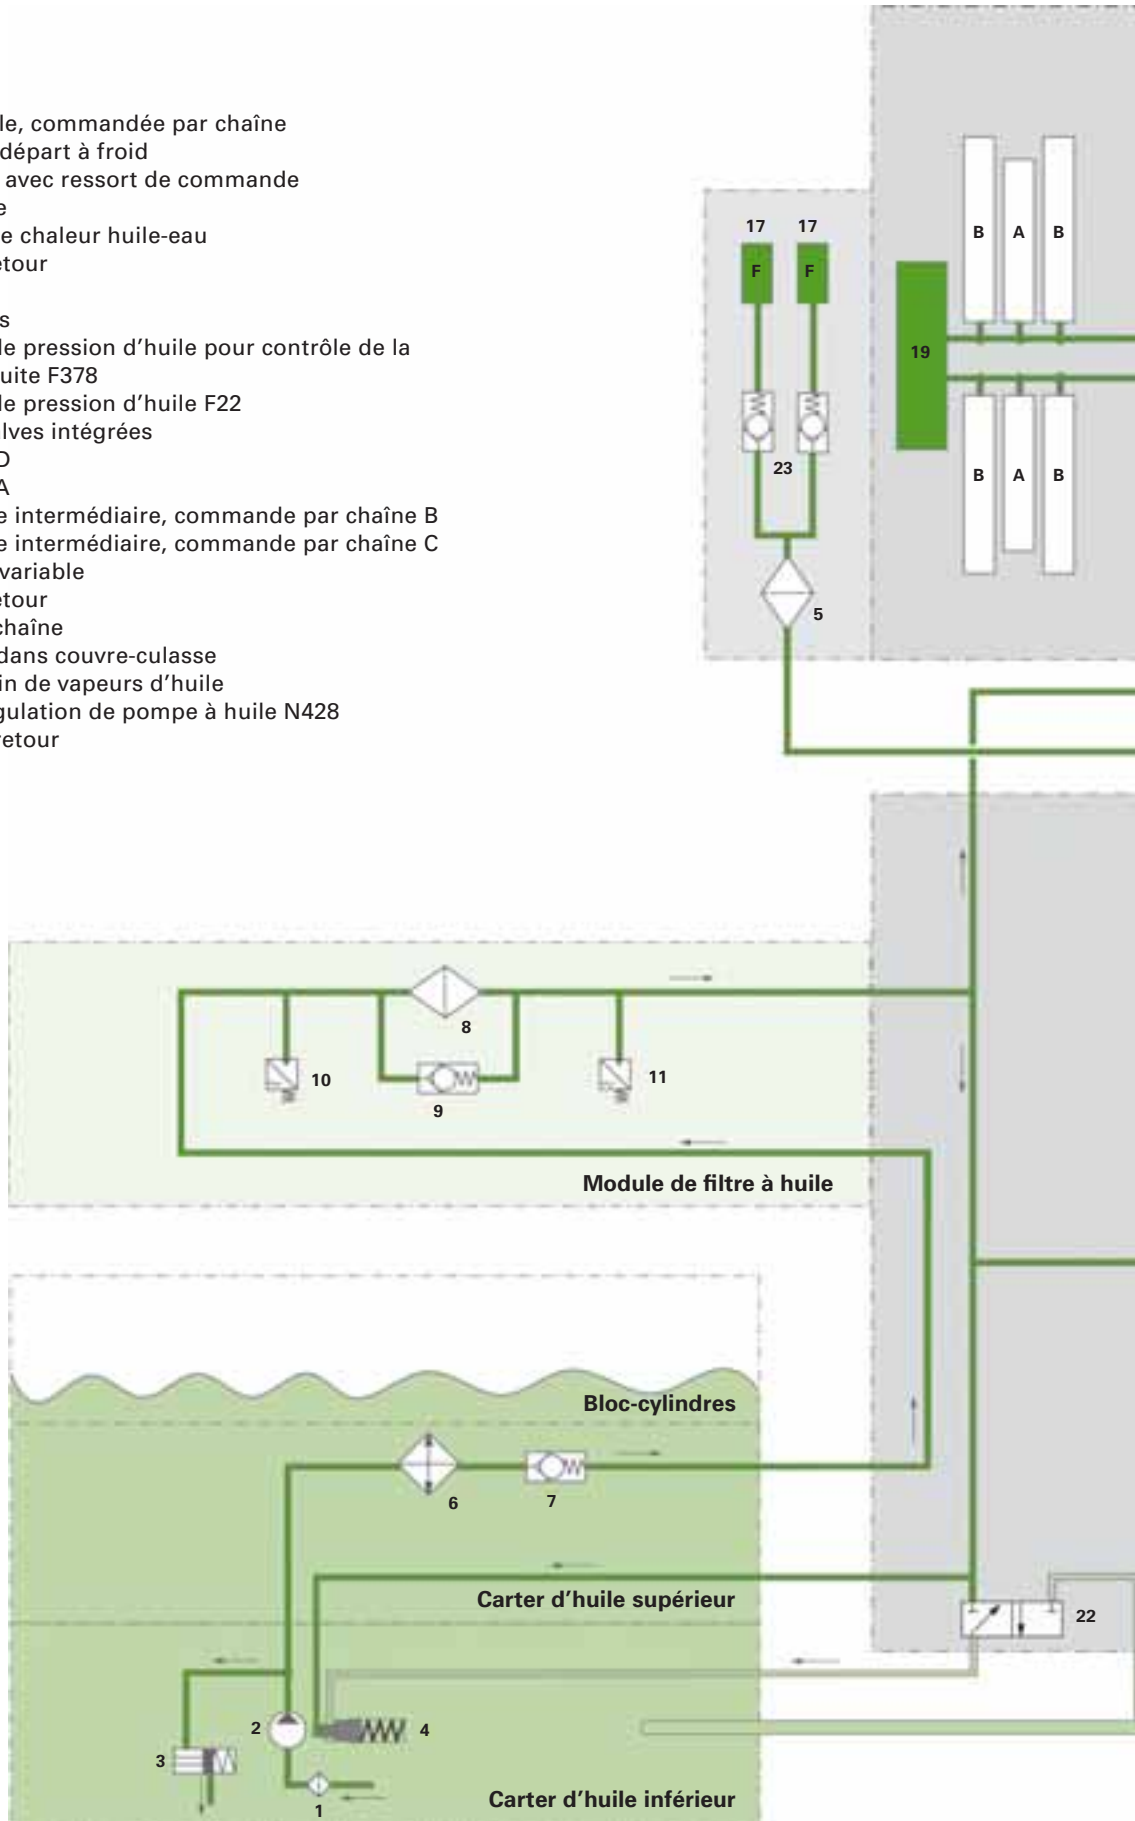 le, commandée par chaîne
départ à froid
avec ressort de commande
e
e chaleur huile-eau
etour
s
le pression d'huile pour contrôle de la
uite F378
le pression d'huile F22
alves intégrées
D
A
e intermédiaire, commande par chaîne B
e intermédiaire, commande par chaîne C
variable
etour
chaîne
dans couvre-culasse
in de vapeurs d'huile
gulation de pompe à huile N428
retour
17 17
F F
B A B
19
23
B A B
5
8
10
11
9
Module de filtre à huile
Bloc-cylindres
6 7
Carter d'huile supérieur
22
2
4
3
1
Carter d'huile inférieur